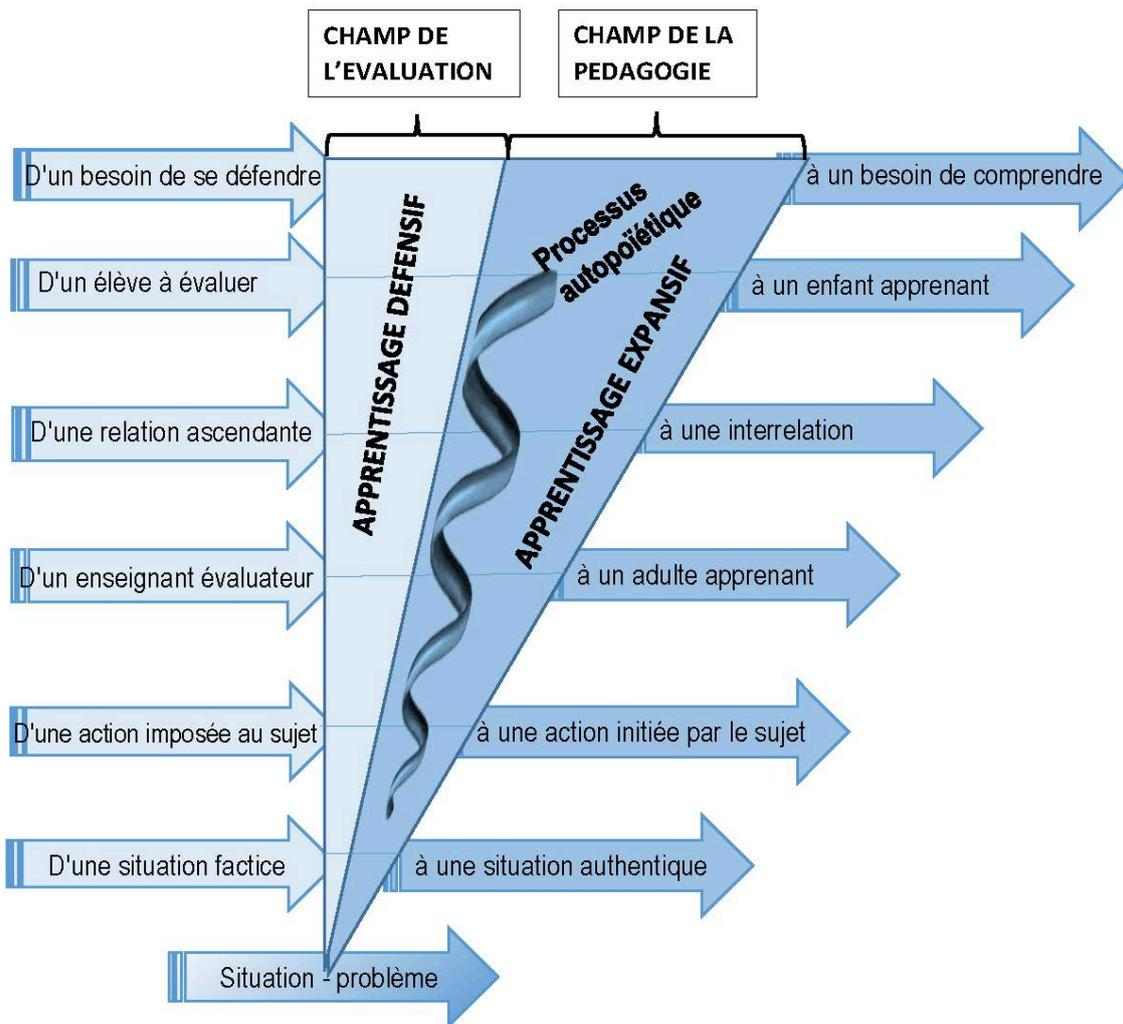 CHAMP DE
L'EVALUATION
CHAMP DE LA
PEDAGOGIE
D'un besoin de se défendre
à un besoin de comprendre
D'un élève à évaluer
à un enfant apprenant
D'une relation ascendante
à une interrelation
D'un enseignant évaluateur
à un adulte apprenant
D'une action imposée au sujet
à une action initiée par le sujet
D'une situation factice
à une situation authentique
Situation - problème
APPRENTISSAGE DEFENSIF
Processus
autopoïétique
APPRENTISSAGE EXPANSIF